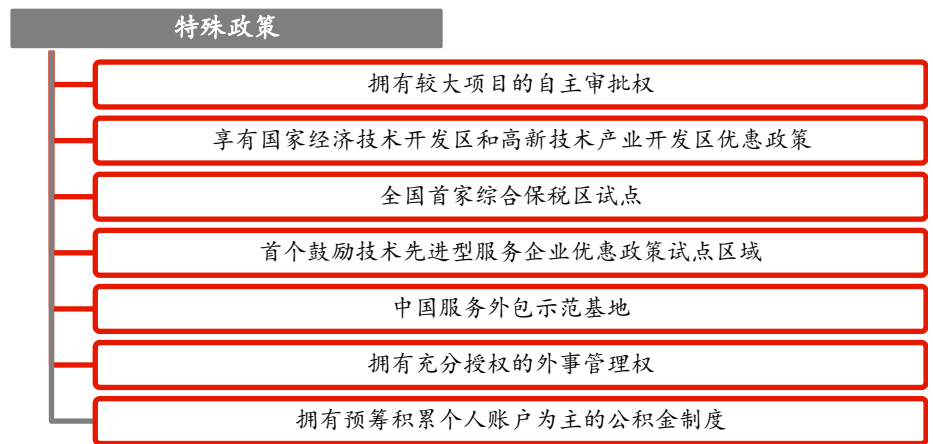 特殊政策
拥有较大项目的自主审批权
享有国家经济技术开发区和高新技术产业开发区优惠政策
全国首家综合保税区试点
首个鼓励技术先进型服务企业优惠政策试点区域
中国服务外包示范基地
拥有充分授权的外事管理权
拥有预筹积累个人账户为主的公积金制度